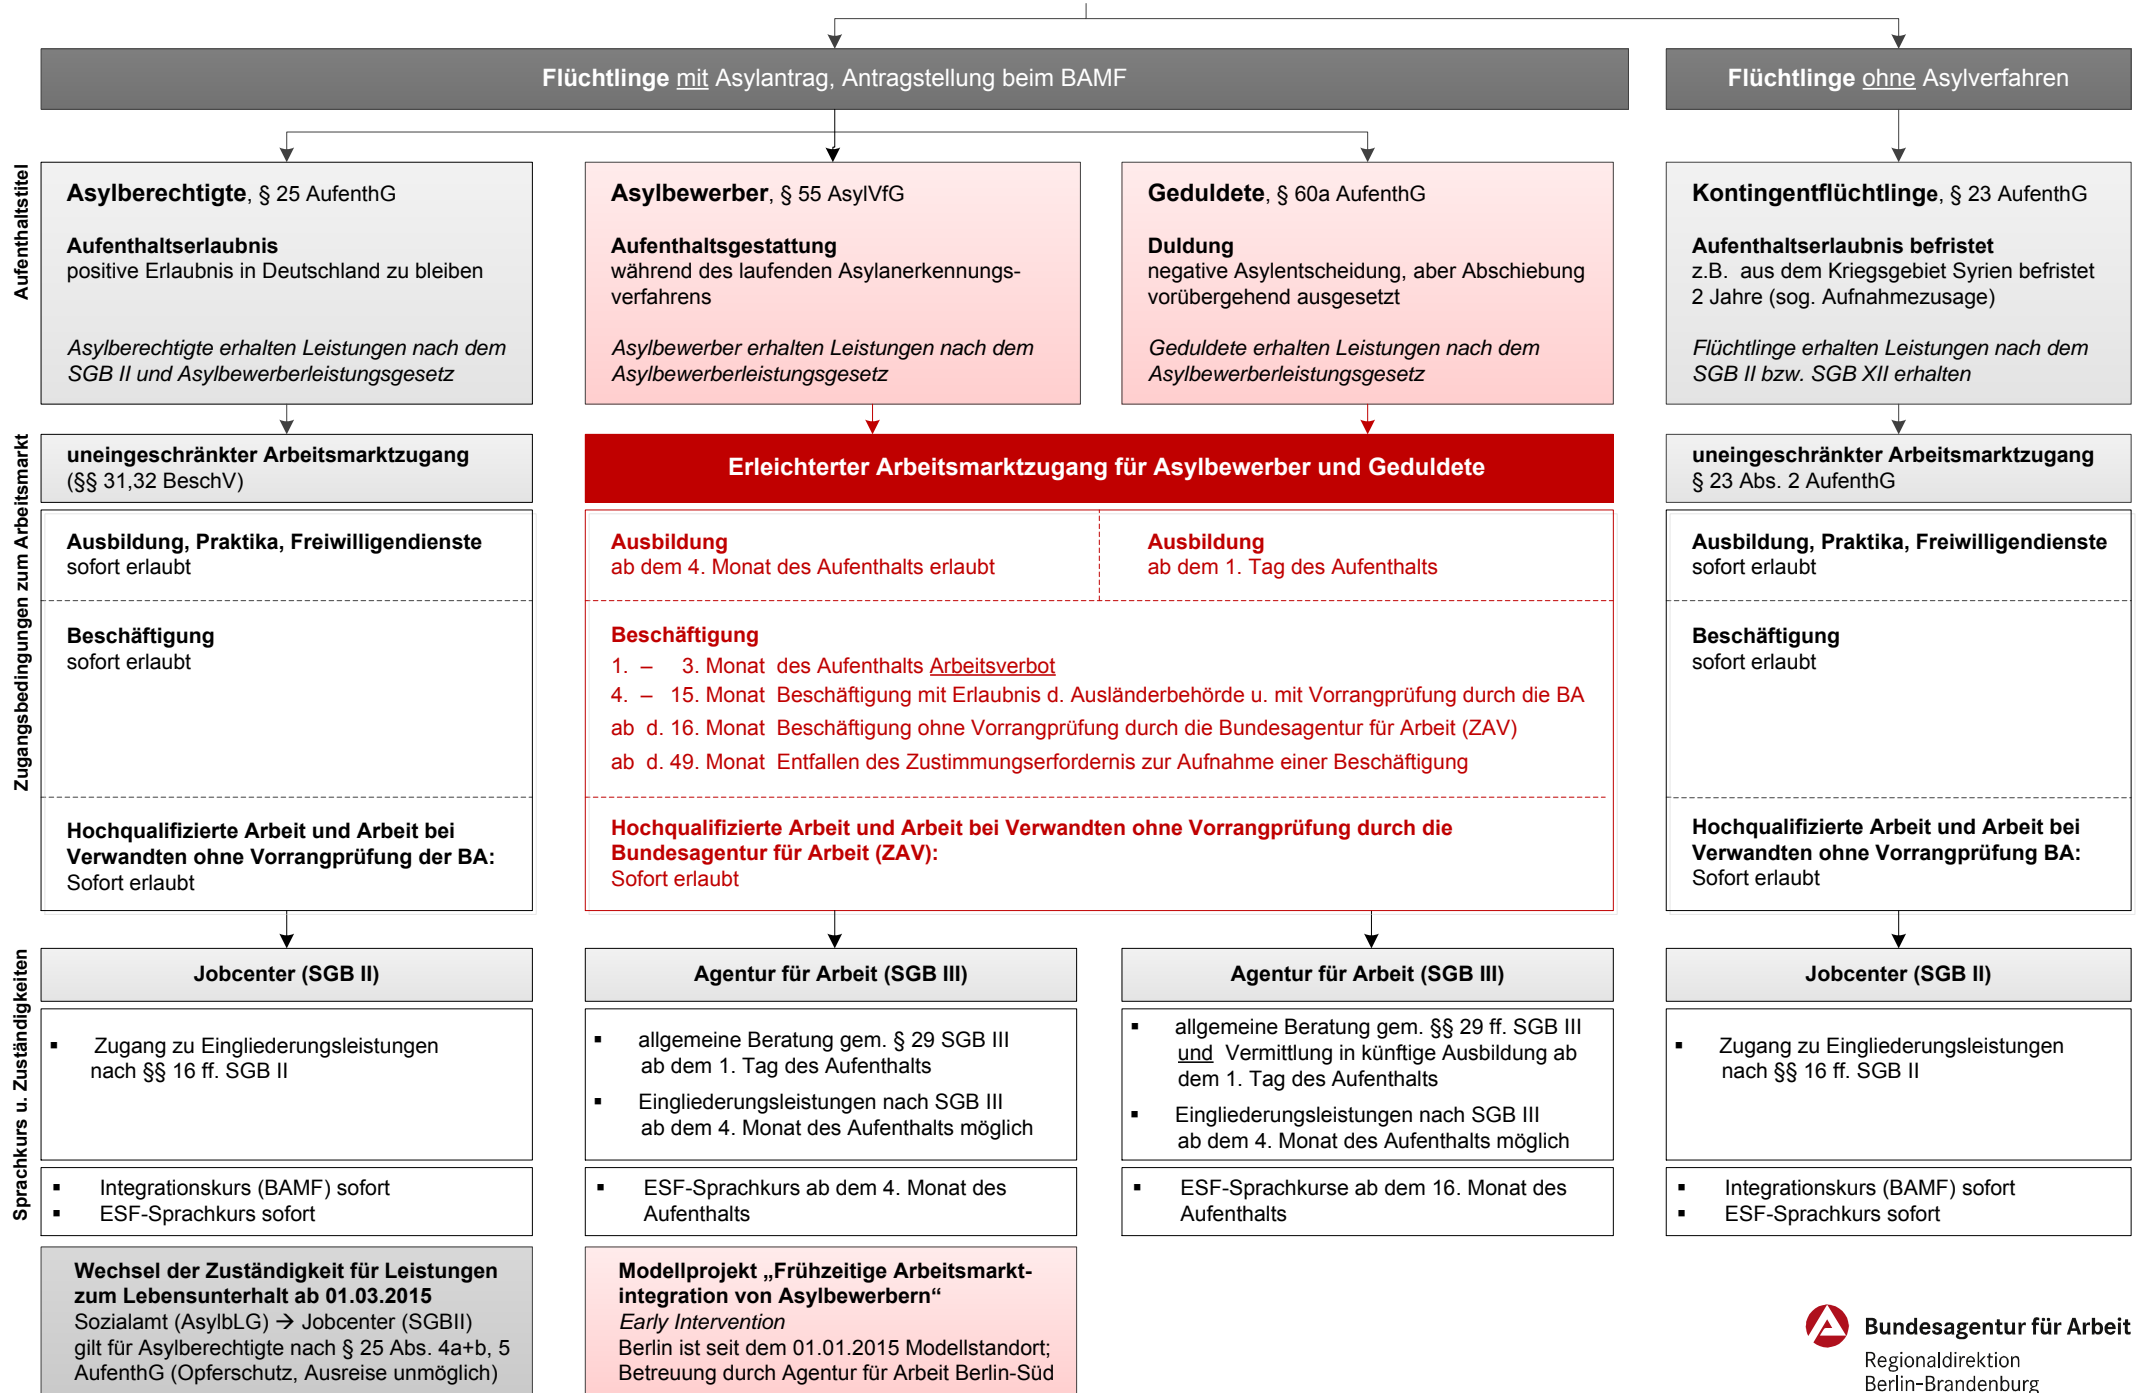 Flüchtlinge mit Asylantrag, Antragstellung beim BAMF
Flüchtlinge ohne Asylverfahren
Aufenthaltstitel
Asylberechtigte, § 25 AufenthG
Aufenthaltserlaubnis
positive Erlaubnis in Deutschland zu bleiben
Asylberechtigte erhalten Leistungen nach dem
SGB II und Asylbewerberleistungsgesetz
Asylbewerber, § 55 AsylVfG
Aufenthaltsgestattung
während des laufenden Asylanerkennungs-
verfahrens
Asylbewerber erhalten Leistungen nach dem
Asylbewerberleistungsgesetz
Geduldete, § 60a AufenthG
Duldung
negative Asylentscheidung, aber Abschiebung
vorübergehend ausgesetzt
Geduldete erhalten Leistungen nach dem
Asylbewerberleistungsgesetz
Kontingentflüchtlinge, § 23 AufenthG
Aufenthaltserlaubnis befristet
z.B. aus dem Kriegsgebiet Syrien befristet
2 Jahre (sog. Aufnahmezusage)
Flüchtlinge erhalten Leistungen nach dem
SGB II bzw. SGB XII erhalten
Zugangsbedingungen zum Arbeitsmarkt
uneingeschränkter Arbeitsmarktzugang
(§§ 31,32 BeschV)
Erleichterter Arbeitsmarktzugang für Asylbewerber und Geduldete
uneingeschränkter Arbeitsmarktzugang
§ 23 Abs. 2 AufenthG
Ausbildung, Praktika, Freiwilligendienste
sofort erlaubt
Beschäftigung
sofort erlaubt
Hochqualifizierte Arbeit und Arbeit bei
Verwandten ohne Vorrangprüfung der BA:
Sofort erlaubt
Ausbildung
ab dem 4. Monat des Aufenthalts erlaubt
Ausbildung
ab dem 1. Tag des Aufenthalts
Beschäftigung
1. – 3. Monat des Aufenthalts Arbeitsverbot
4. – 15. Monat Beschäftigung mit Erlaubnis d. Ausländerbehörde u. mit Vorrangprüfung durch die BA
ab d. 16. Monat Beschäftigung ohne Vorrangprüfung durch die Bundesagentur für Arbeit (ZAV)
ab d. 49. Monat Entfallen des Zustimmungserfordernis zur Aufnahme einer Beschäftigung
Hochqualifizierte Arbeit und Arbeit bei Verwandten ohne Vorrangprüfung durch die
Bundesagentur für Arbeit (ZAV):
Sofort erlaubt
Ausbildung, Praktika, Freiwilligendienste
sofort erlaubt
Beschäftigung
sofort erlaubt
Hochqualifizierte Arbeit und Arbeit bei
Verwandten ohne Vorrangprüfung BA:
Sofort erlaubt
Sprachkurs u. Zuständigkeiten
Jobcenter (SGB II)
▪ Zugang zu Eingliederungsleistungen
nach §§ 16 ff. SGB II
▪ Integrationskurs (BAMF) sofort
▪ ESF-Sprachkurs sofort
Wechsel der Zuständigkeit für Leistungen
zum Lebensunterhalt ab 01.03.2015
Sozialamt (AsylbLG) → Jobcenter (SGBII)
gilt für Asylberechtigte nach § 25 Abs. 4a+b, 5
AufenthG (Opferschutz, Ausreise unmöglich)
Agentur für Arbeit (SGB III)
▪ allgemeine Beratung gem. § 29 SGB III
ab dem 1. Tag des Aufenthalts
▪ Eingliederungsleistungen nach SGB III
ab dem 4. Monat des Aufenthalts möglich
▪ ESF-Sprachkurs ab dem 4. Monat des
Aufenthalts
Modellprojekt „Frühzeitige Arbeitsmarkt-
integration von Asylbewerbern“
Early Intervention
Berlin ist seit dem 01.01.2015 Modellstandort;
Betreuung durch Agentur für Arbeit Berlin-Süd
Agentur für Arbeit (SGB III)
▪ allgemeine Beratung gem. §§ 29 ff. SGB III
und Vermittlung in künftige Ausbildung ab
dem 1. Tag des Aufenthalts
▪ Eingliederungsleistungen nach SGB III
ab dem 4. Monat des Aufenthalts möglich
▪ ESF-Sprachkurse ab dem 16. Monat des
Aufenthalts
Jobcenter (SGB II)
▪ Zugang zu Eingliederungsleistungen
nach §§ 16 ff. SGB II
▪ Integrationskurs (BAMF) sofort
▪ ESF-Sprachkurs sofort
Bundesagentur für Arbeit
Regionaldirektion
Berlin-Brandenburg